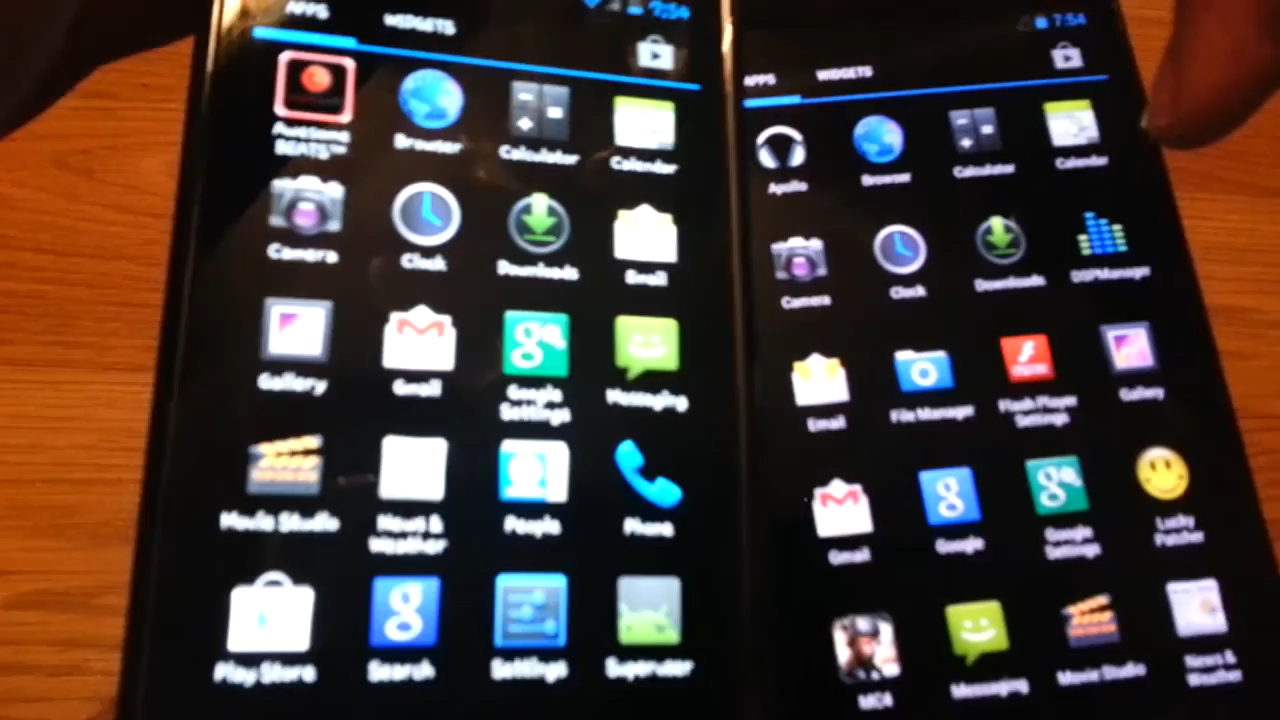 APPS
WIDGETS
7:54
Awesome
BEATS™
Browser
Calculator
Calendar
Camera
Clock
Downloads
Email
Gallery
Gmail
Google
Settings
Messaging
Movie Studio
News &
Weather
People
Phone
Play Store
Search
Settings
Superuser
7:54
APPS
WIDGETS
Apollo
Browser
Calculator
Calendar
Camera
Clock
Downloads
DSPManager
Email
File Manager
Flash Player
Settings
Gallery
Gmail
Google
Google
Settings
Lucky
Patcher
MC4
Messaging
Movie Studio
News &
Weather